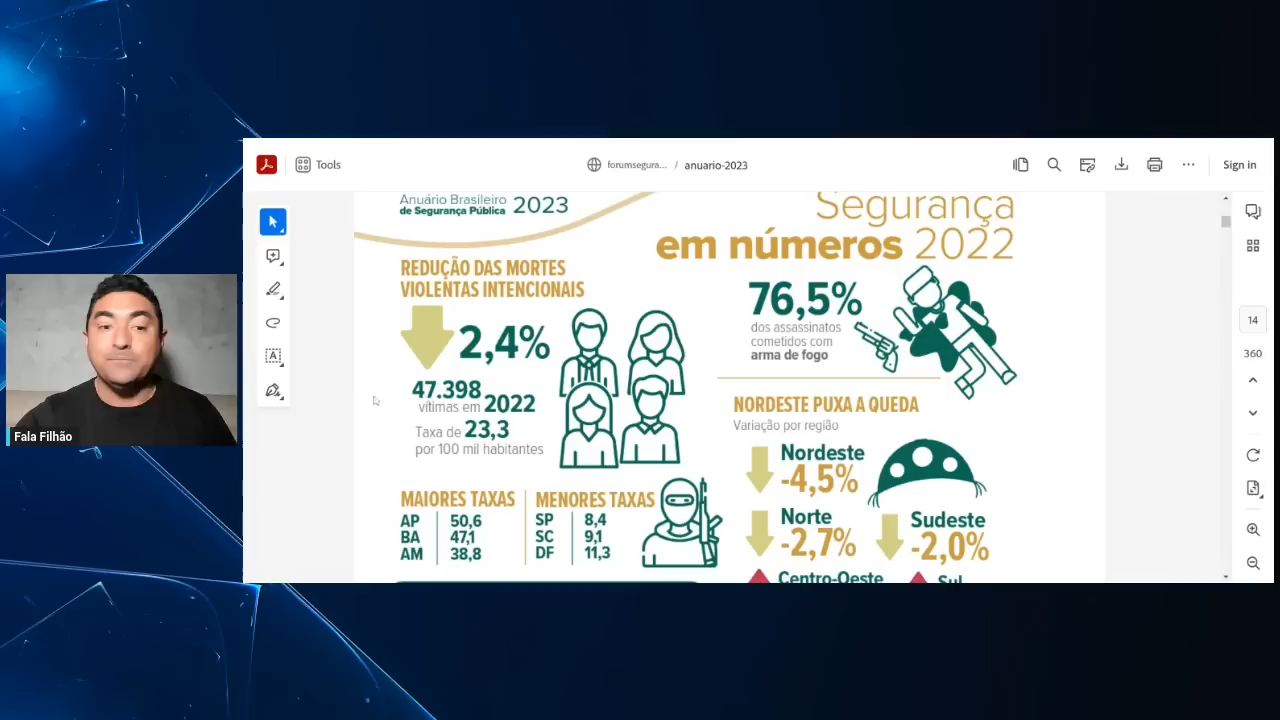 Tools
forumsegura... / anuario-2023
Sign in
Anuário Brasileiro
de Segurança Pública 2023
Segurança
em números 2022
REDUÇÃO DAS MORTES
VIOLENTAS INTENCIONAIS
2,4%
47.398
vítimas em 2022
Taxa de 23,3
por 100 mil habitantes
76,5%
dos assassinatos
cometidos com
arma de fogo
NORDESTE PUXA A QUEDA
Variação por região
Nordeste
-4,5%
Norte
-2,7%
Sudeste
-2,0%
Centro-Oeste
Sul
MAIORES TAXAS
AP 50,6
BA 47,1
AM 38,8
MENORES TAXAS
SP 8,4
SC 9,1
DF 11,3
14
360
Fala Filhão